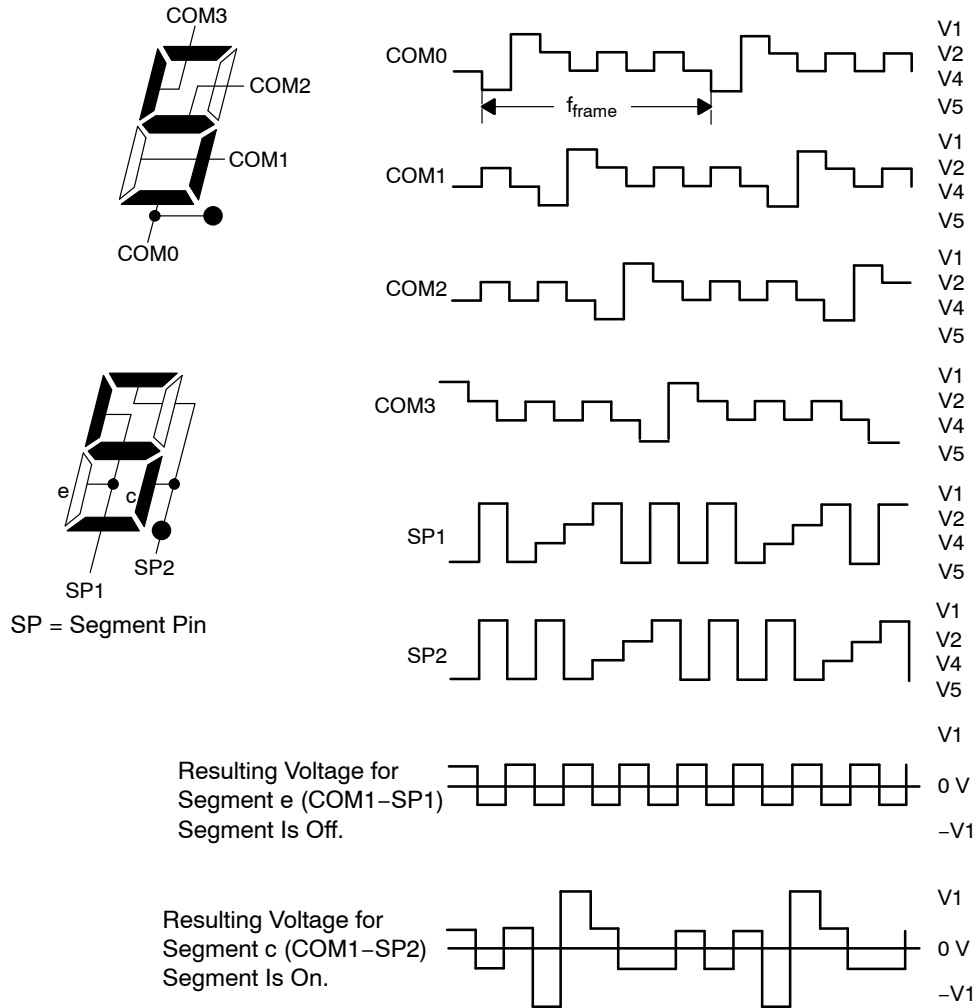 COM3
COM2
COM1
COM0
COM0
V1
V2
V4
V5
f_frame
COM1
V1
V2
V4
V5
COM2
V1
V2
V4
V5
COM3
V1
V2
V4
V5
e
c
SP1
SP2
SP = Segment Pin
SP1
V1
V2
V4
V5
SP2
V1
V2
V4
V5
Resulting Voltage for
Segment e (COM1−SP1)
Segment Is Off.
V1
0 V
−V1
Resulting Voltage for
Segment c (COM1−SP2)
Segment Is On.
V1
0 V
−V1